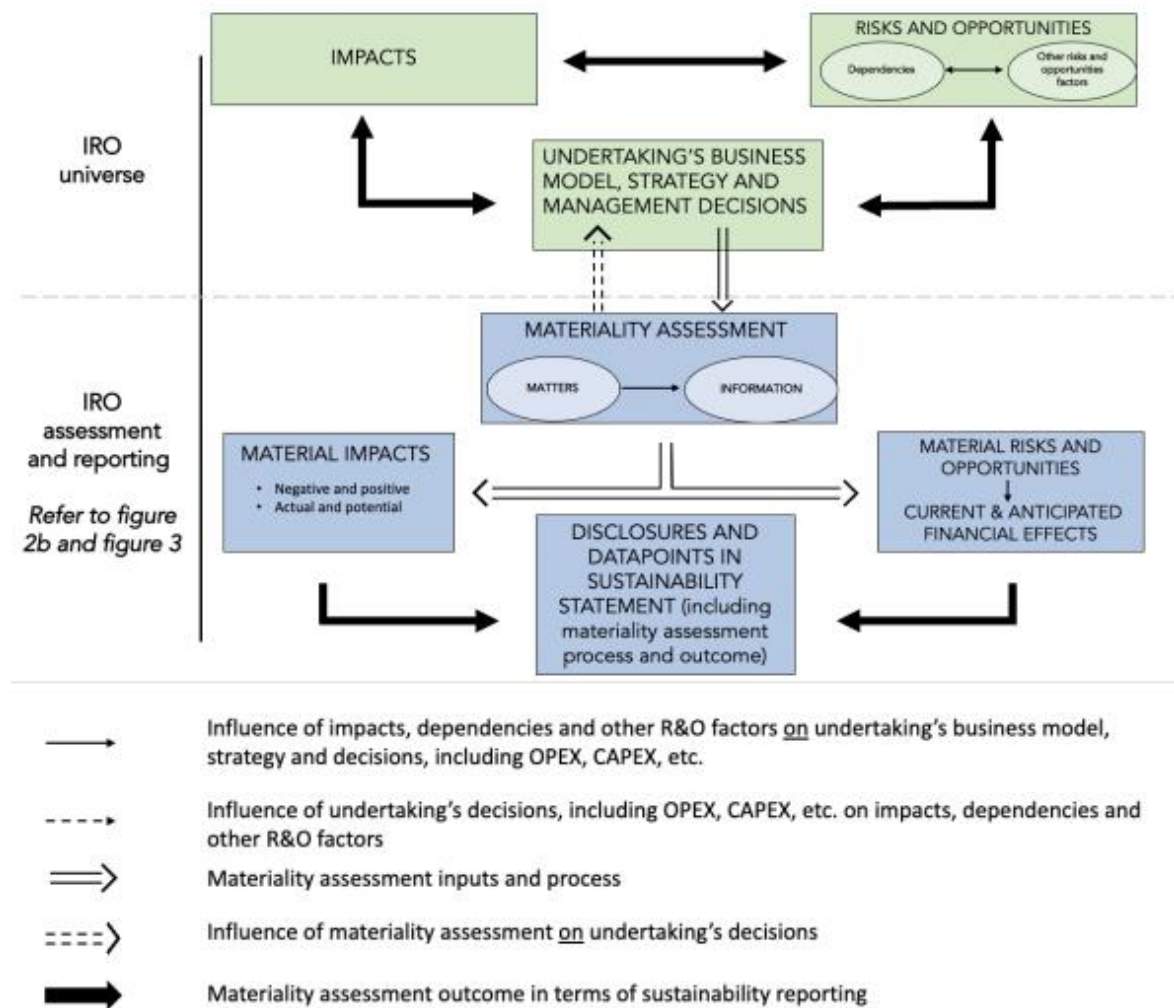 IMPACTS
RISKS AND OPPORTUNITIES
Dependencies
Other risks and
opportunities
factors
IRO
universe
UNDERTAKING'S BUSINESS
MODEL, STRATEGY AND
MANAGEMENT DECISIONS
MATERIALITY ASSESSMENT
MATTERS
INFORMATION
IRO
assessment
and reporting
Refer to figure
2b and figure 3
MATERIAL IMPACTS
• Negative and positive
• Actual and potential
MATERIAL RISKS AND
OPPORTUNITIES
CURRENT & ANTICIPATED
FINANCIAL EFFECTS
DISCLOSURES AND
DATAPOINTS IN
SUSTAINABILITY
STATEMENT (including
materiality assessment
process and outcome)
Influence of impacts, dependencies and other R&O factors on undertaking's business model,
strategy and decisions, including OPEX, CAPEX, etc.
Influence of undertaking's decisions, including OPEX, CAPEX, etc. on impacts, dependencies and
other R&O factors
Materiality assessment inputs and process
Influence of materiality assessment on undertaking's decisions
Materiality assessment outcome in terms of sustainability reporting